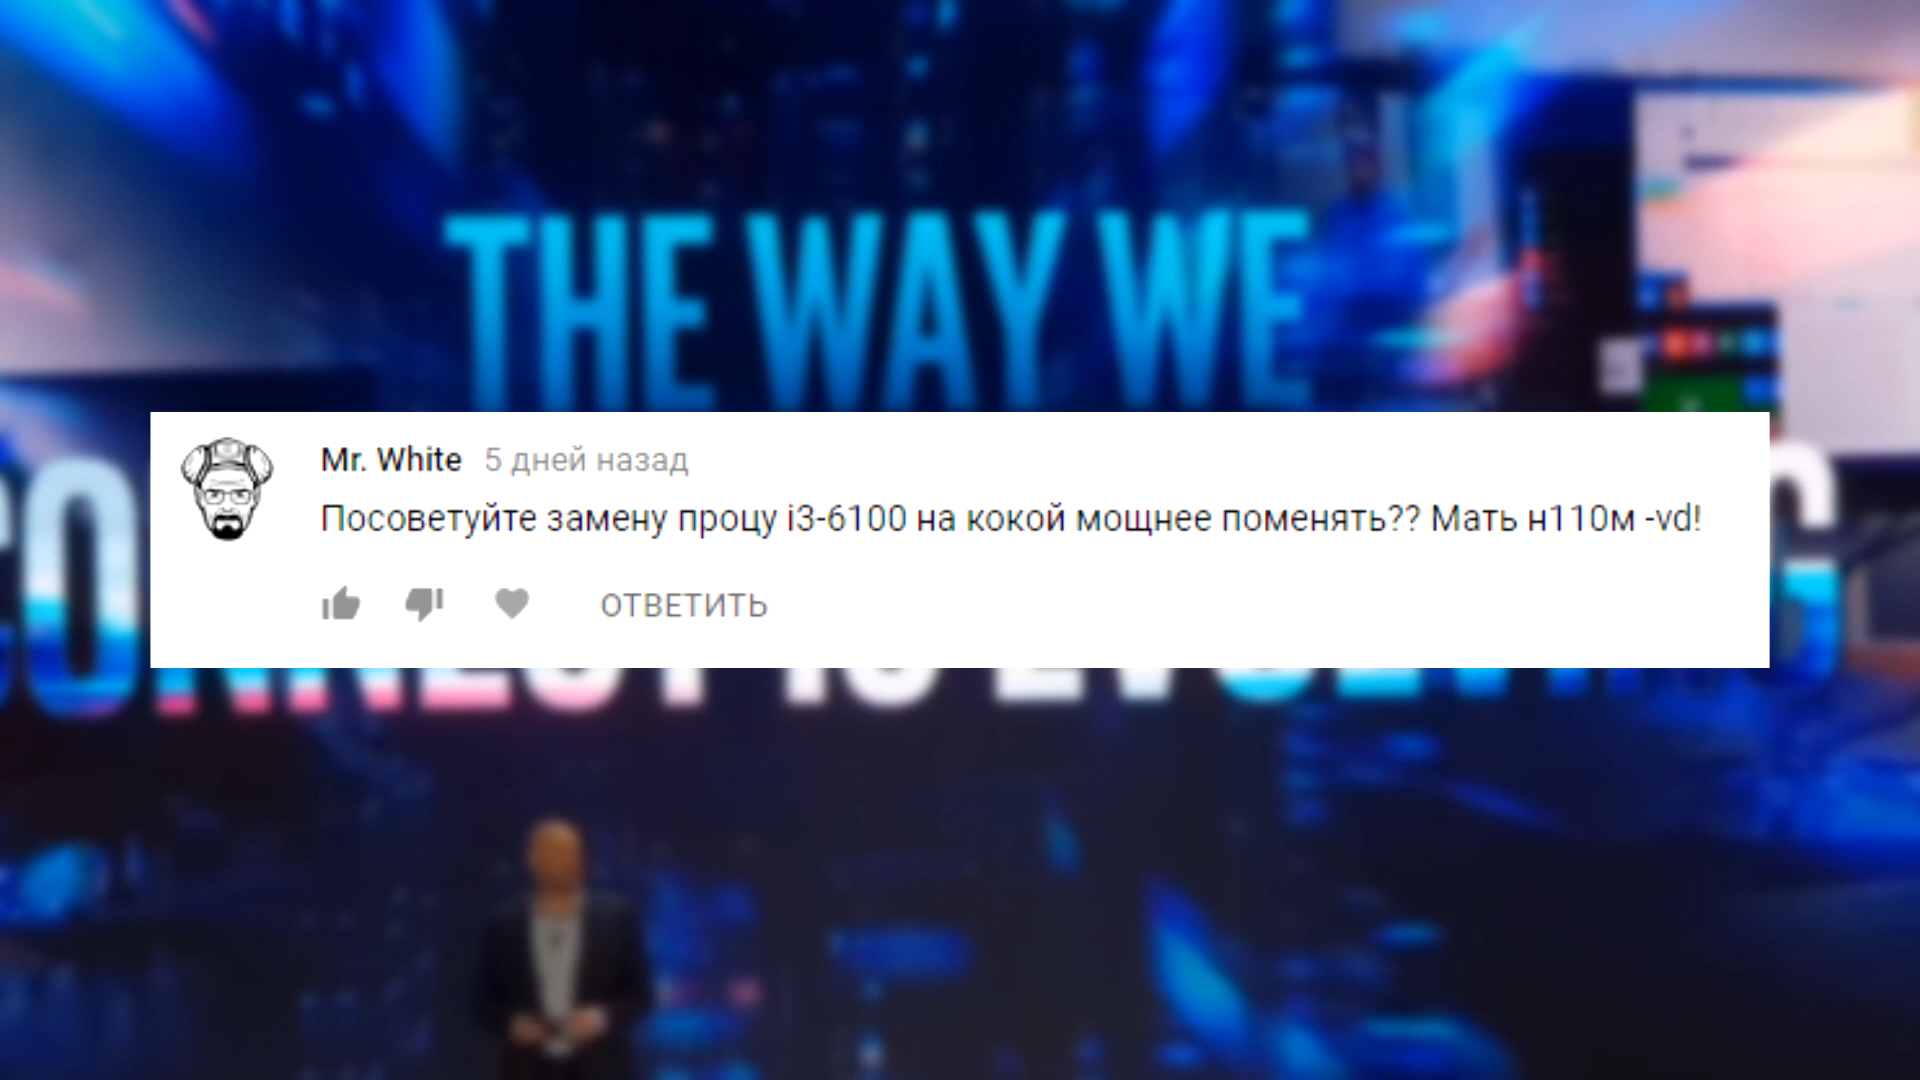 THE WAY WE
Mr. White 5 дней назад
Посоветуйте замену процу i3-6100 на кокой мощнее поменять?? Мать н110м -vd!
ОТВЕТИТЬ